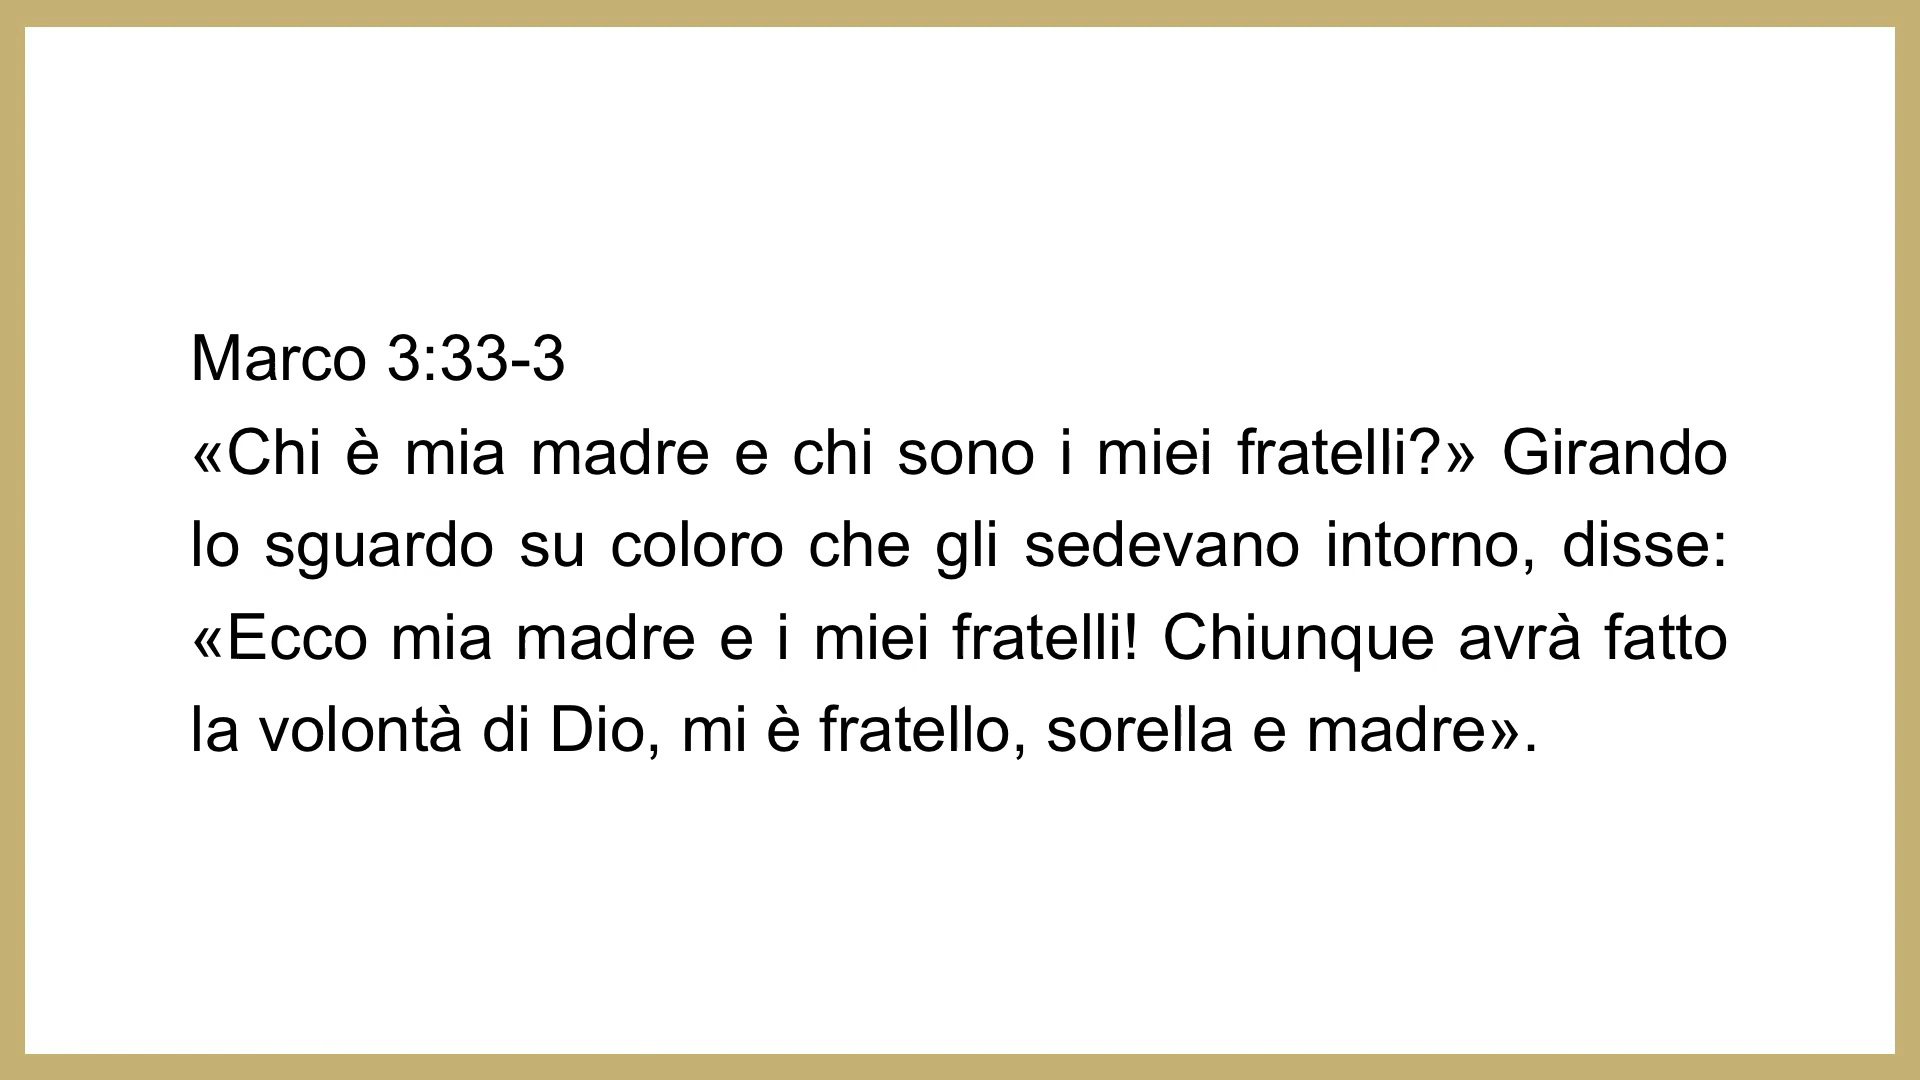 Marco 3:33-3
«Chi è mia madre e chi sono i miei fratelli?» Girando
lo sguardo su coloro che gli sedevano intorno, disse:
«Ecco mia madre e i miei fratelli! Chiunque avrà fatto
la volontà di Dio, mi è fratello, sorella e madre».